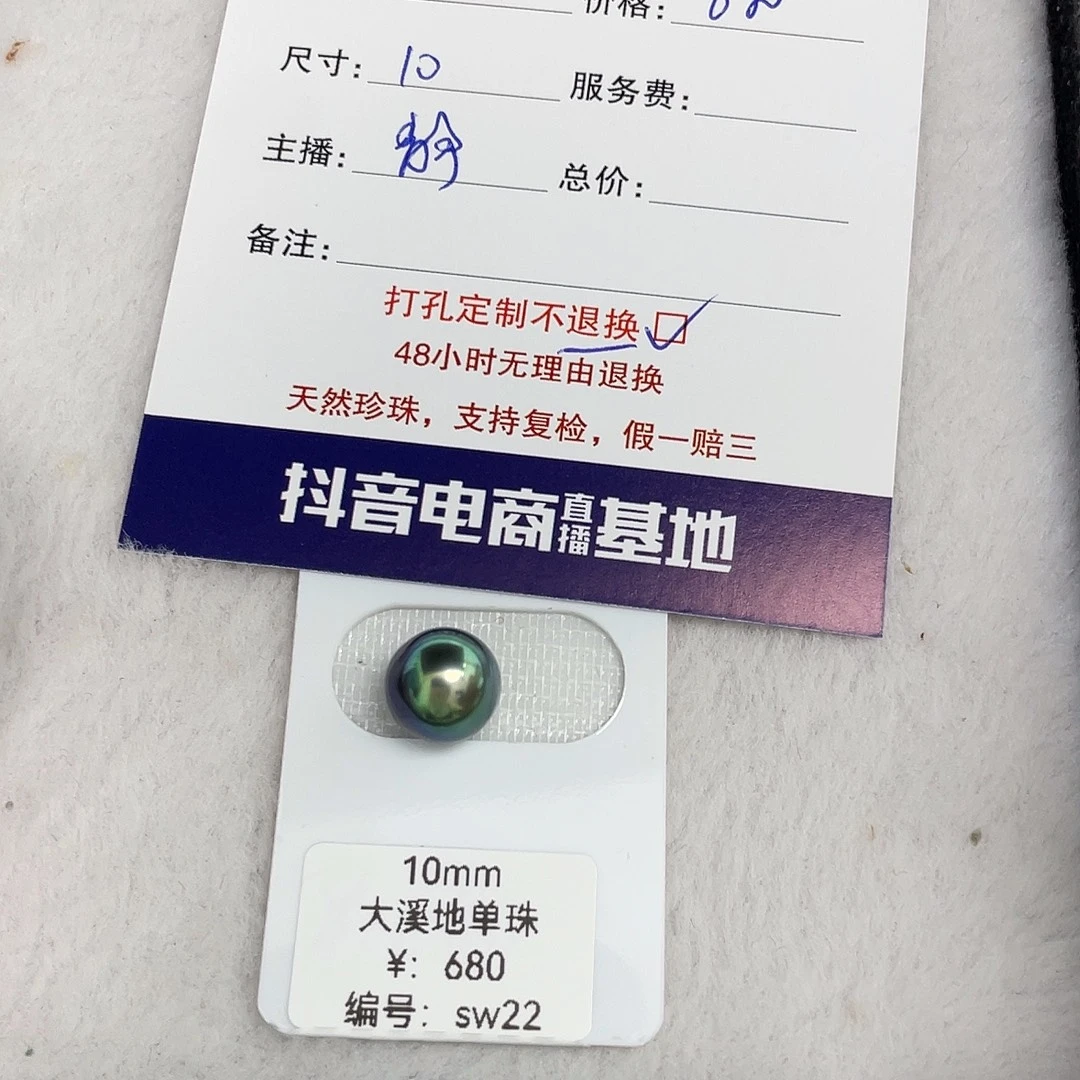 价格:
尺寸: 10 服务费:
主播: 静 总价:
备注:
打孔定制不退换
48小时无理由退换
天然珍珠，支持复检，假一赔三
抖音电商直播基地
10mm
大溪地单珠
¥: 680
编号: sw22